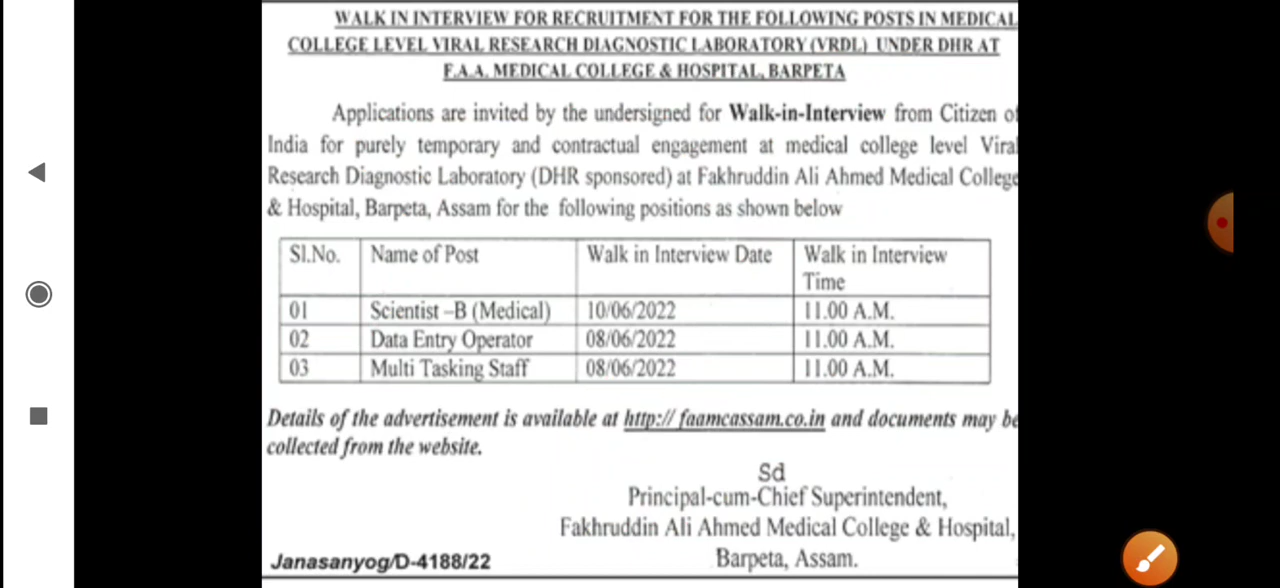 WALK IN INTERVIEW FOR RECRUITMENT FOR THE FOLLOWING POSTS IN MEDICAL
COLLEGE LEVEL VIRAL RESEARCH DIAGNOSTIC LABORATORY (VRDL) UNDER DHR AT
F.A.A. MEDICAL COLLEGE & HOSPITAL, BARPETA
Applications are invited by the undersigned for Walk-in-Interview from Citizen of
India for purely temporary and contractual engagement at medical college level Viral
Research Diagnostic Laboratory (DHR sponsored) at Fakhruddin Ali Ahmed Medical College
& Hospital, Barpeta, Assam for the following positions as shown below
Sl.No. Name of Post Walk in Interview Date Walk in Interview
Time
01 Scientist –B (Medical) 10/06/2022 11.00 A.M.
02 Data Entry Operator 08/06/2022 11.00 A.M.
03 Multi Tasking Staff 08/06/2022 11.00 A.M.
Details of the advertisement is available at http:// faamcassam.co.in and documents may be
collected from the website.
Sd
Principal-cum-Chief Superintendent,
Fakhruddin Ali Ahmed Medical College & Hospital,
Janasanyog/D-4188/22 Barpeta, Assam.